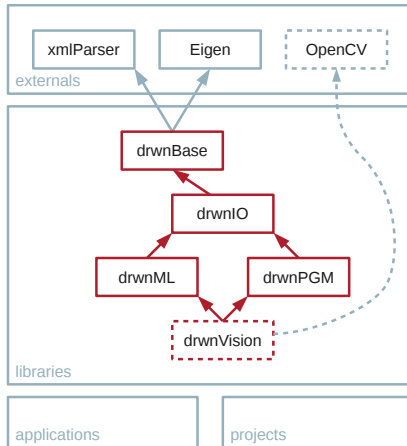 xmlParser
Eigen
OpenCV
externals
drwnBase
drwnIO
drwnML
drwnPGM
drwnVision
libraries
applications
projects